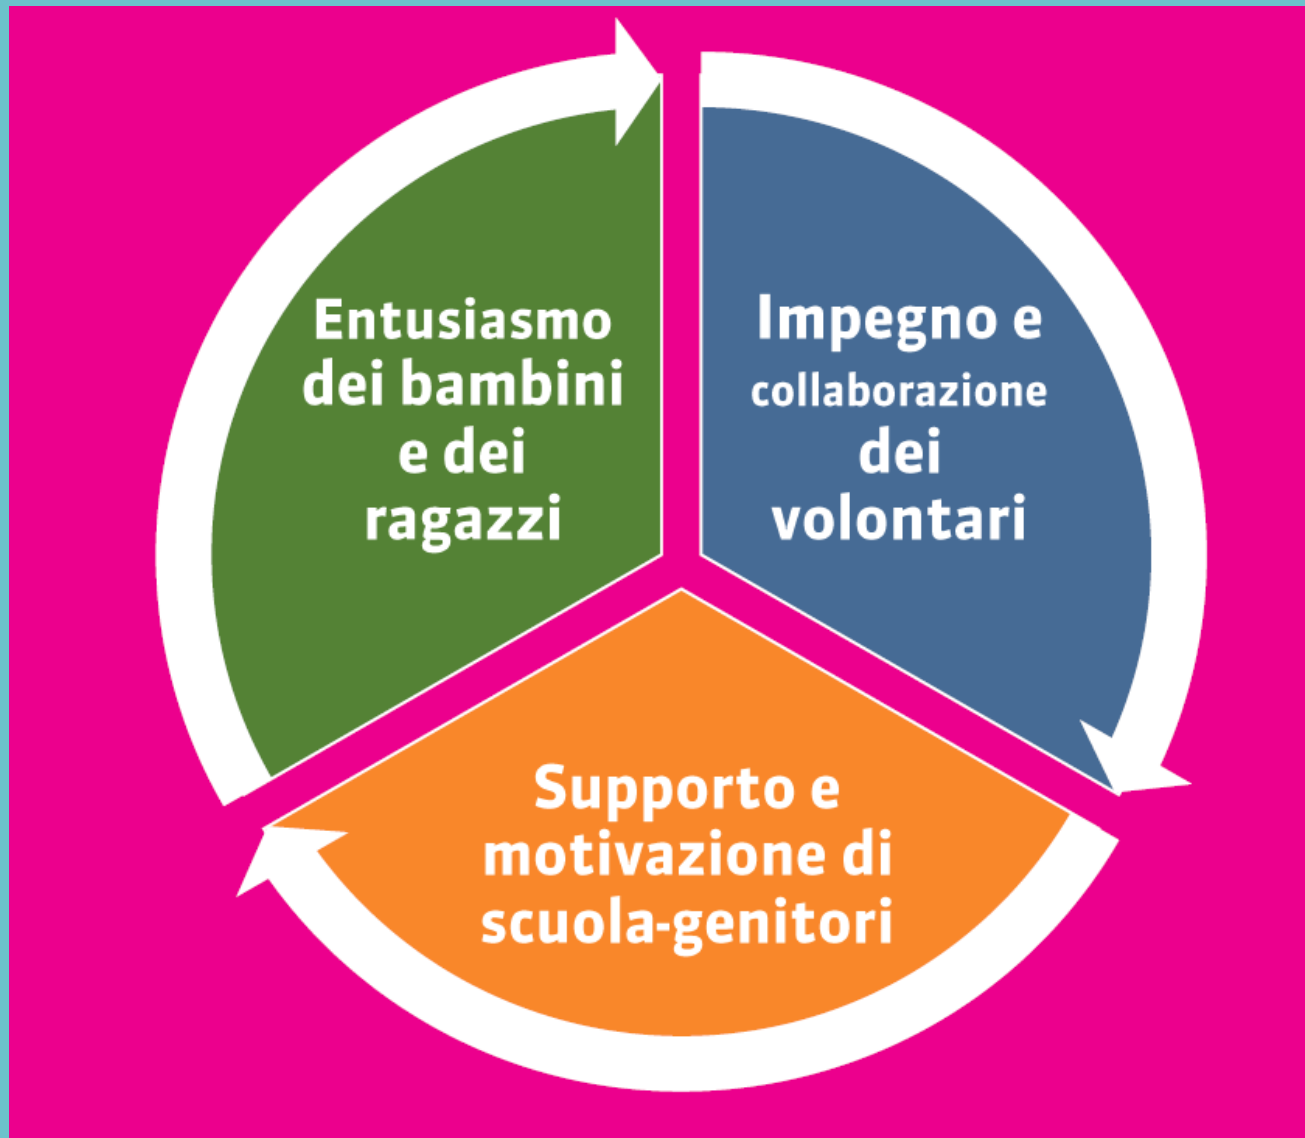 Entusiasmo
dei bambini
e dei
ragazzi
Impegno e
collaborazione
dei
volontari
Supporto e
motivazione di
scuola-genitori